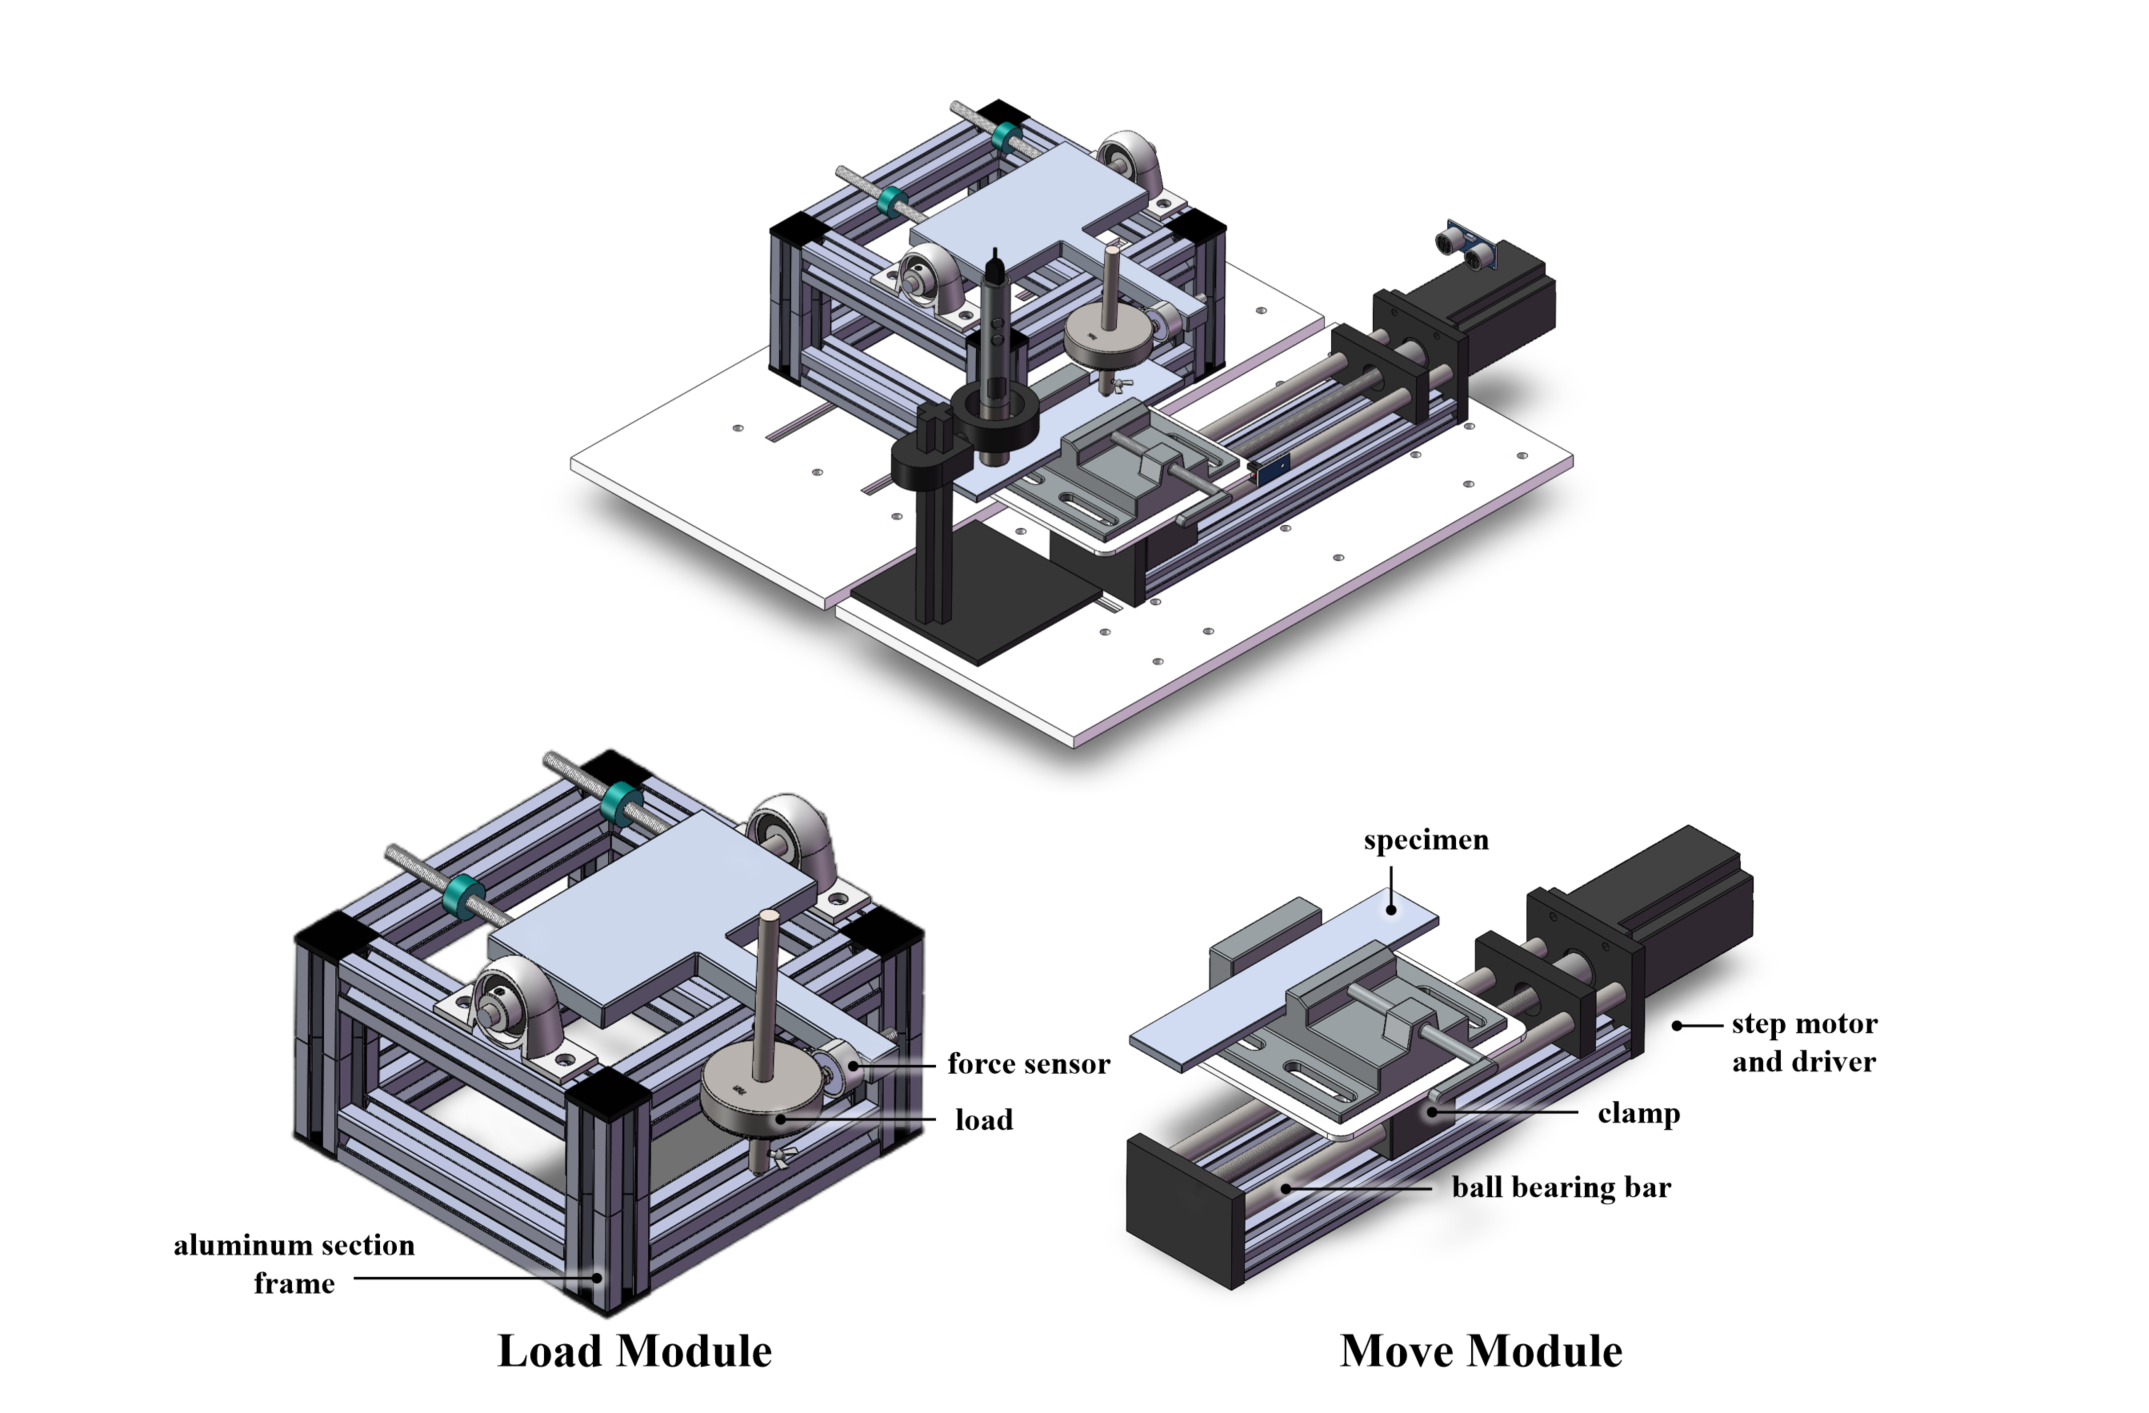 specimen
step motor
and driver
force sensor
load
clamp
ball bearing bar
aluminum section
frame
Load Module
Move Module